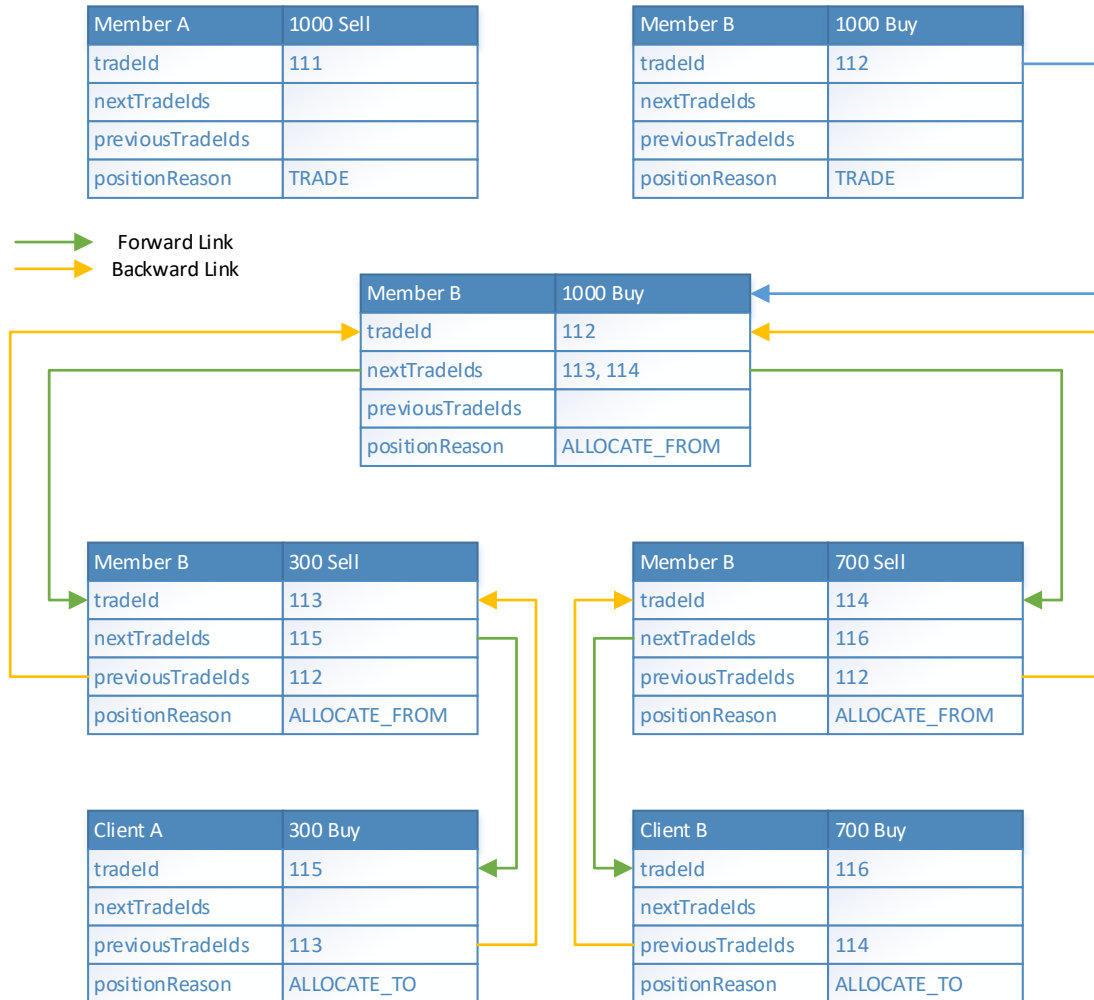 Member A 1000 Sell Member B 1000 Buy
tradeId 111 tradeId 112
nextTradeIds nextTradeIds
previousTradeIds previousTradeIds
positionReason TRADE positionReason TRADE
Forward Link
Backward Link
Member B 1000 Buy
tradeId 112
nextTradeIds 113, 114
previousTradeIds
positionReason ALLOCATE_FROM
Member B 300 Sell Member B 700 Sell
tradeId 113 tradeId 114
nextTradeIds 115 nextTradeIds 116
previousTradeIds 112 previousTradeIds 112
positionReason ALLOCATE_FROM positionReason ALLOCATE_FROM
Client A 300 Buy Client B 700 Buy
tradeId 115 tradeId 116
nextTradeIds nextTradeIds
previousTradeIds 113 previousTradeIds 114
positionReason ALLOCATE_TO positionReason ALLOCATE_TO